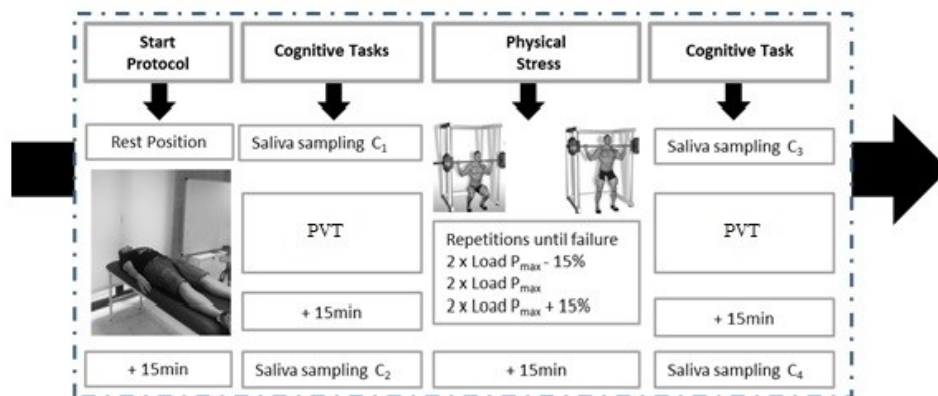 Start
Protocol
Rest Position
+ 15min
Cognitive Tasks
Saliva sampling C₁
PVT
+ 15min
Saliva sampling C₂
Physical
Stress
Repetitions until failure
2 x Load Pₘₐₓ - 15%
2 x Load Pₘₐₓ
2 x Load Pₘₐₓ + 15%
+ 15min
Cognitive Task
Saliva sampling C₃
PVT
+ 15min
Saliva sampling C₄